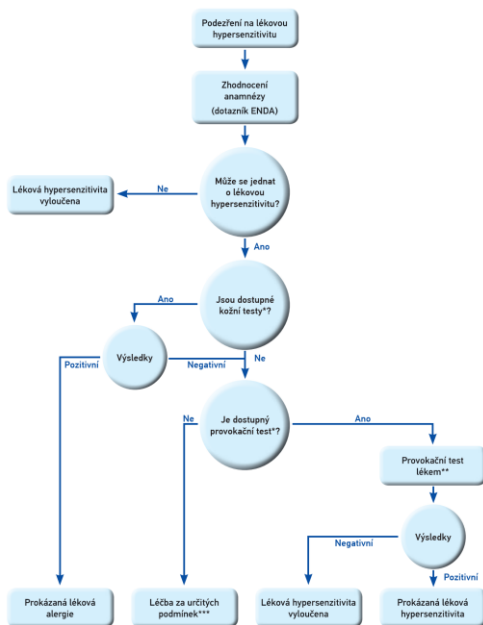 Podezření na lékovou
hypersenzitivitu
Zhodnocení
anamnézy
(dotazník ENDA)
Může se jednat
o lékovou
hypersenzitivitu?
Ne
Léková hypersenzitivita
vyloučena
Ano
Jsou dostupné
kožní testy*?
Ano
Výsledky
Pozitivní
Negativní
Ne
Je dostupný
provokační test*?
Ne
Ano
Provokační test
lékem**
Výsledky
Negativní
Pozitivní
Prokázaná léková
alergie
Léčba za určitých
podmínek***
Léková hypersenzitivita
vyloučena
Prokázaná léková
hypersenzitivita